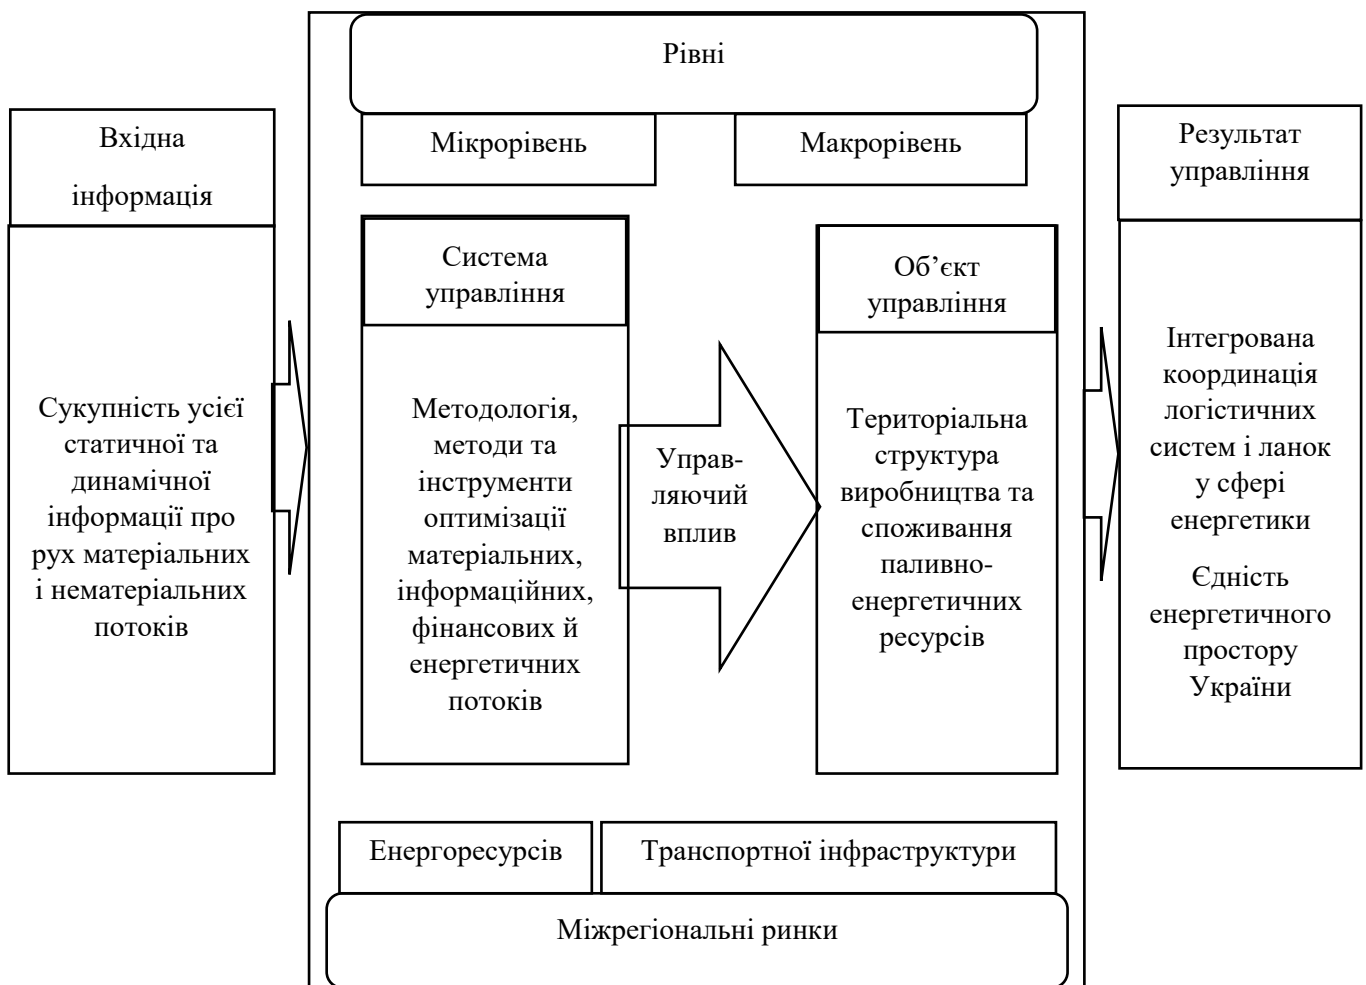 Рівні
Мікрорівень
Макрорівень
Вхідна
інформація
Сукупність усієї
статичної та
динамічної
інформації про
рух матеріальних
і нематеріальних
потоків
Система
управління
Методологія,
методи та
інструменти
оптимізації
матеріальних,
інформаційних,
фінансових й
енергетичних
потоків
Управ-
ляючий
вплив
Об’єкт
управління
Територіальна
структура
виробництва та
споживання
паливно-
енергетичних
ресурсів
Результат
управління
Інтегрована
координація
логістичних
систем і ланок
у сфері
енергетики
Єдність
енергетичного
простору
України
Енергоресурсів
Транспортної інфраструктури
Міжрегіональні ринки